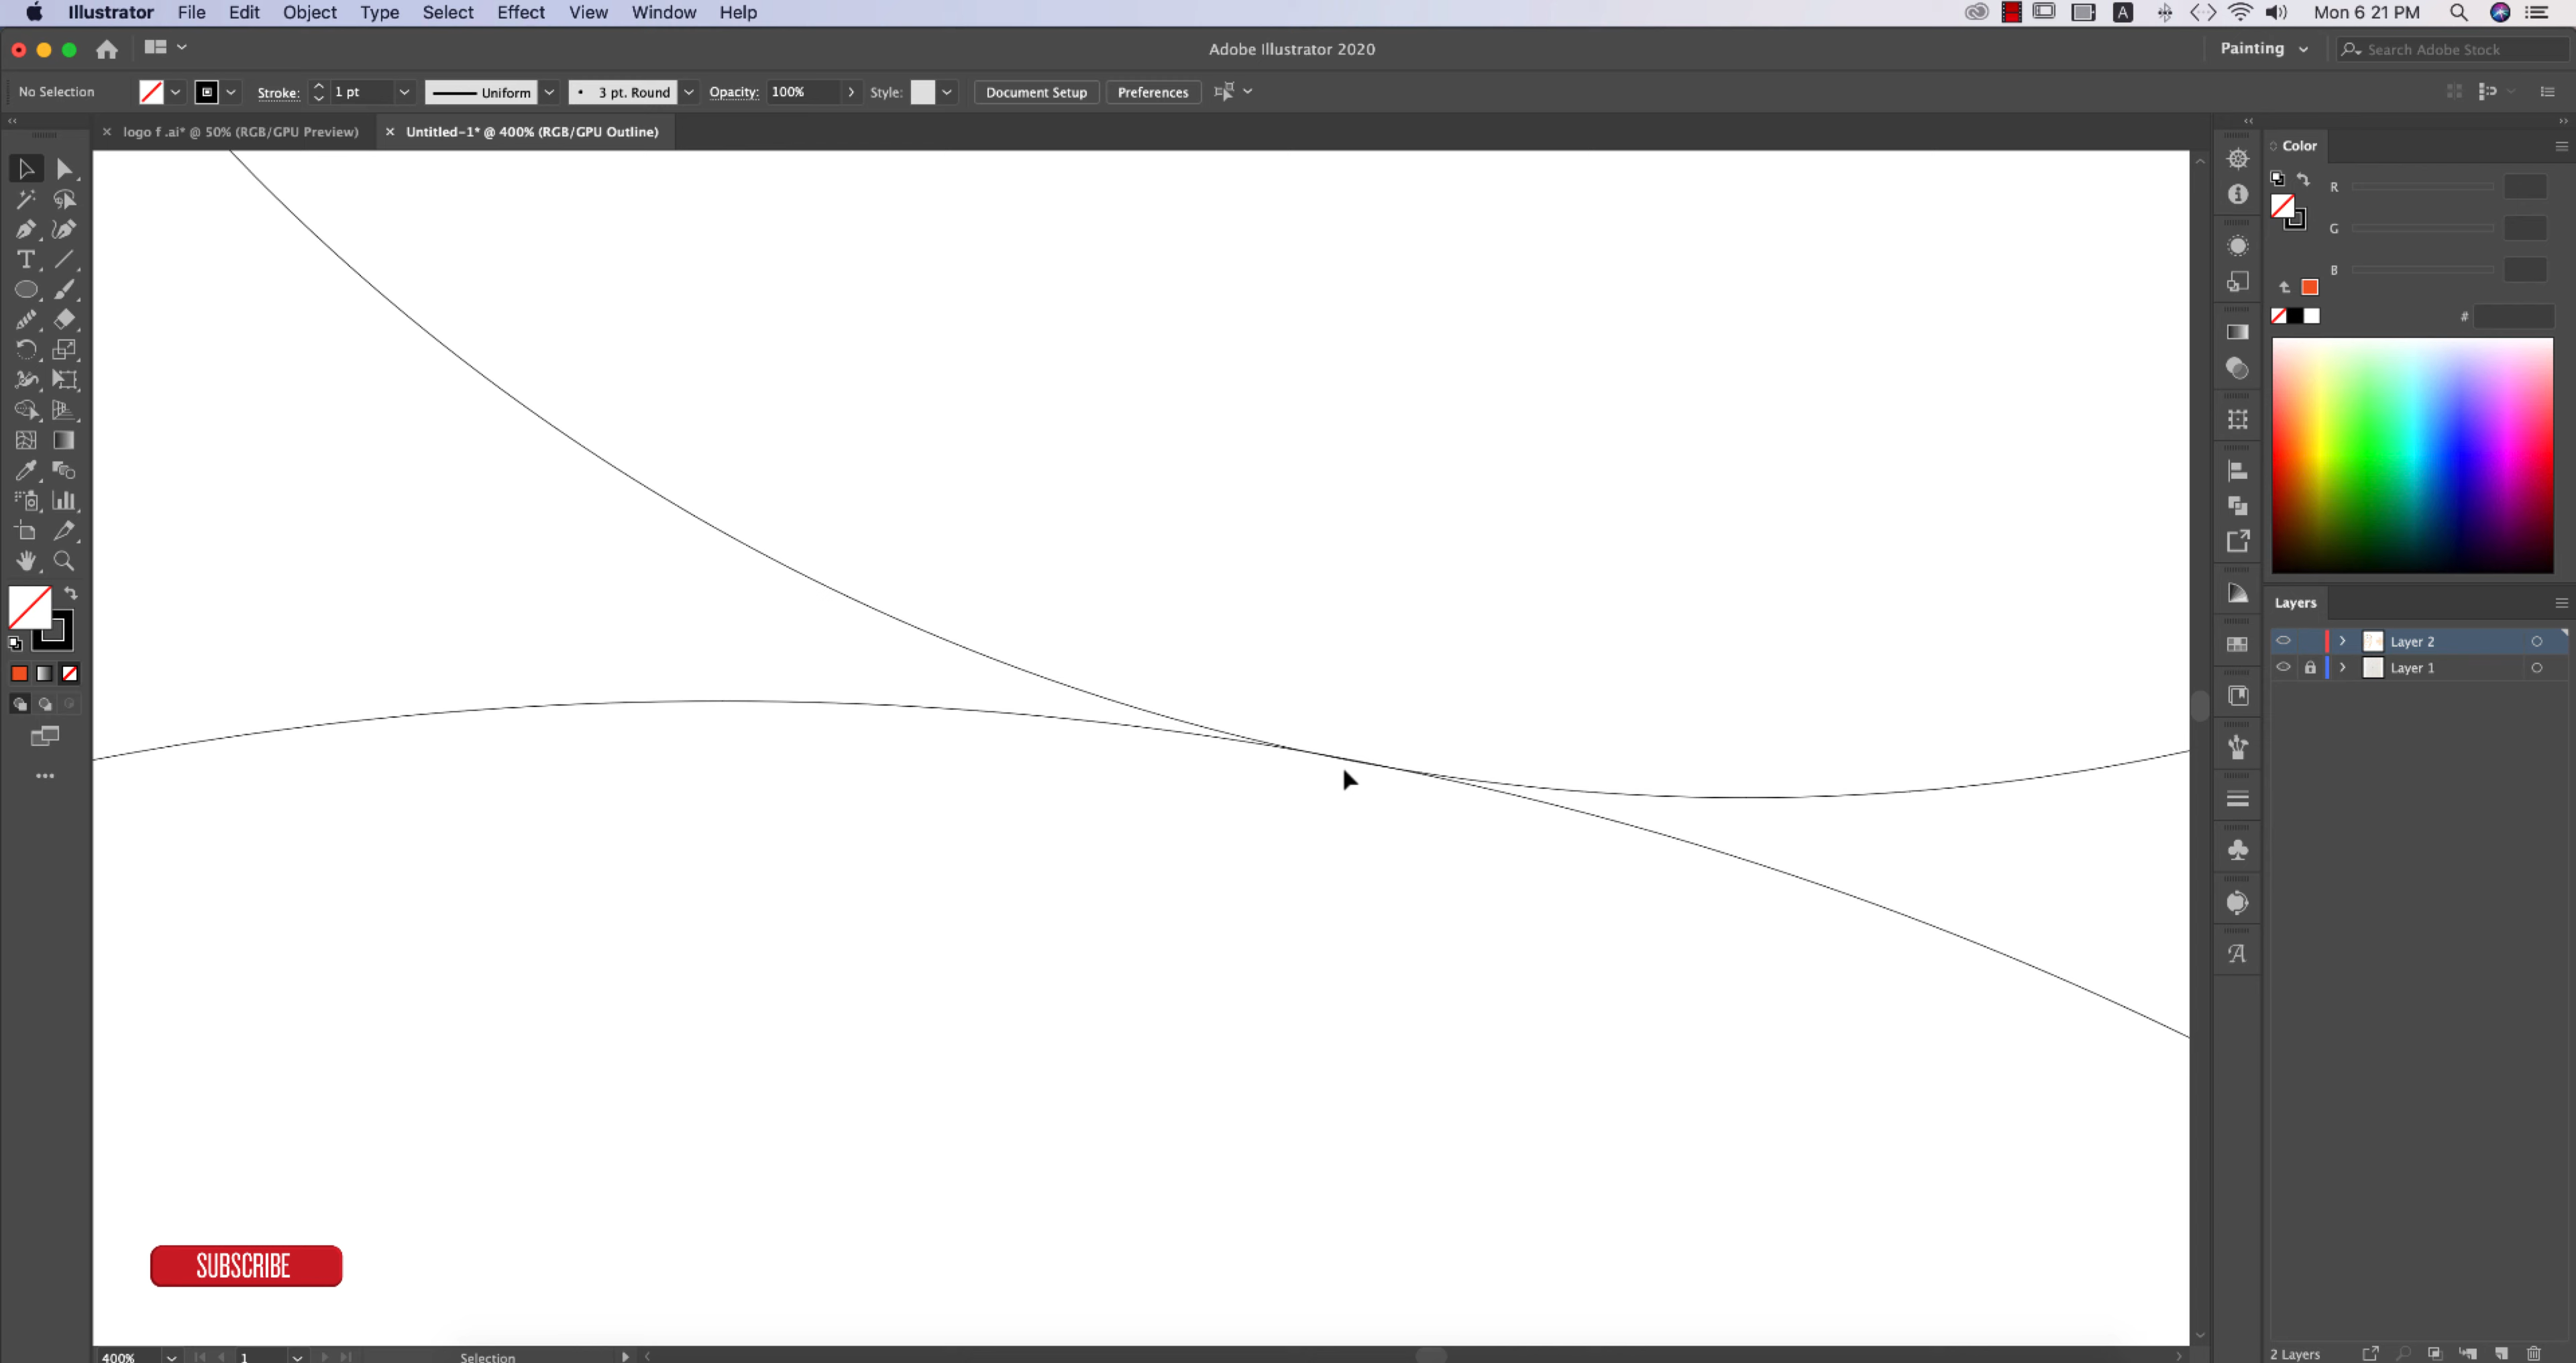 Illustrator File Edit Object Type Select Effect View Window Help A Mon 6 21 PM
Adobe Illustrator 2020 Painting Search Adobe Stock
No Selection Stroke: 1 pt Uniform 3 pt. Round Opacity: 100% Style: Document Setup Preferences
logo f .ai* @ 50% (RGB/GPU Preview) Untitled-1* @ 400% (RGB/GPU Outline)
Color
R
G
B
#
Layers
Layer 2
Layer 1
SUBSCRIBE
400% 1 Selection 2 Layers